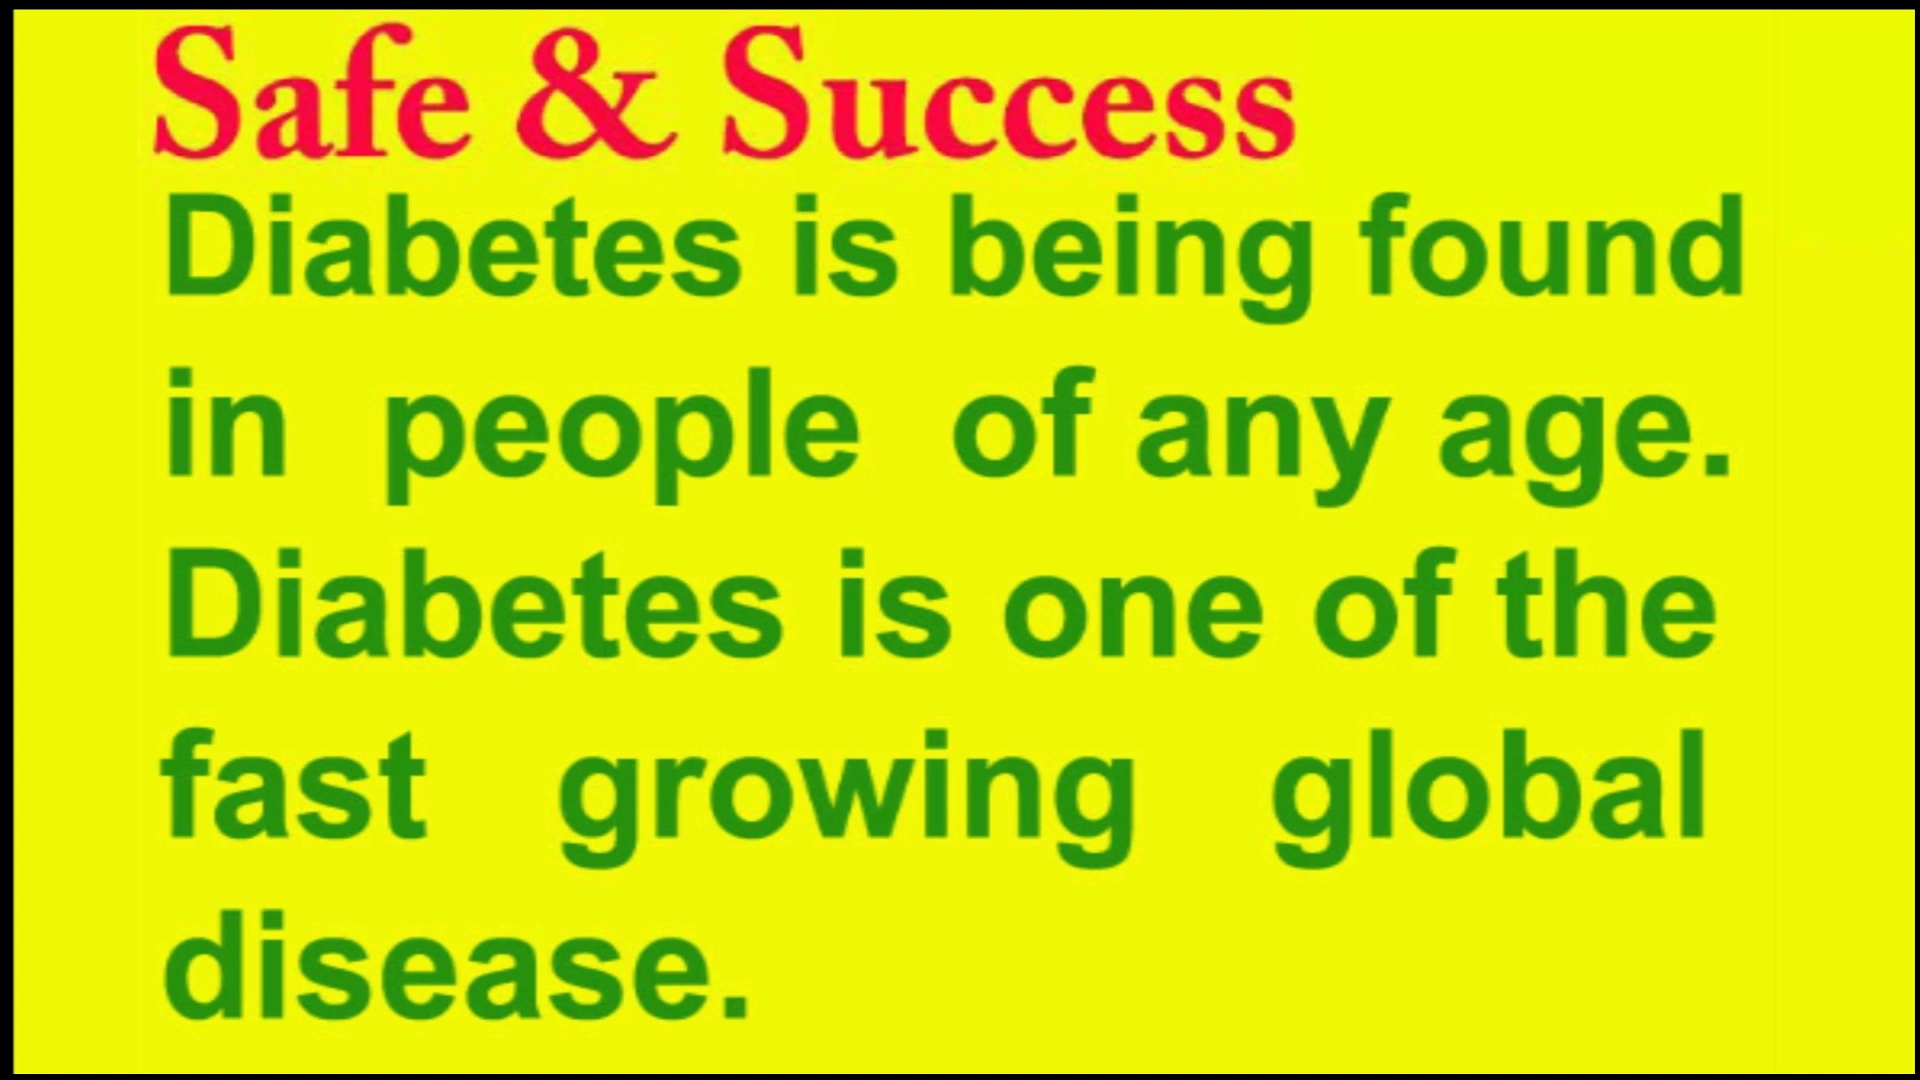 Safe & Success
Diabetes is being found
in people of any age.
Diabetes is one of the
fast growing global
disease.